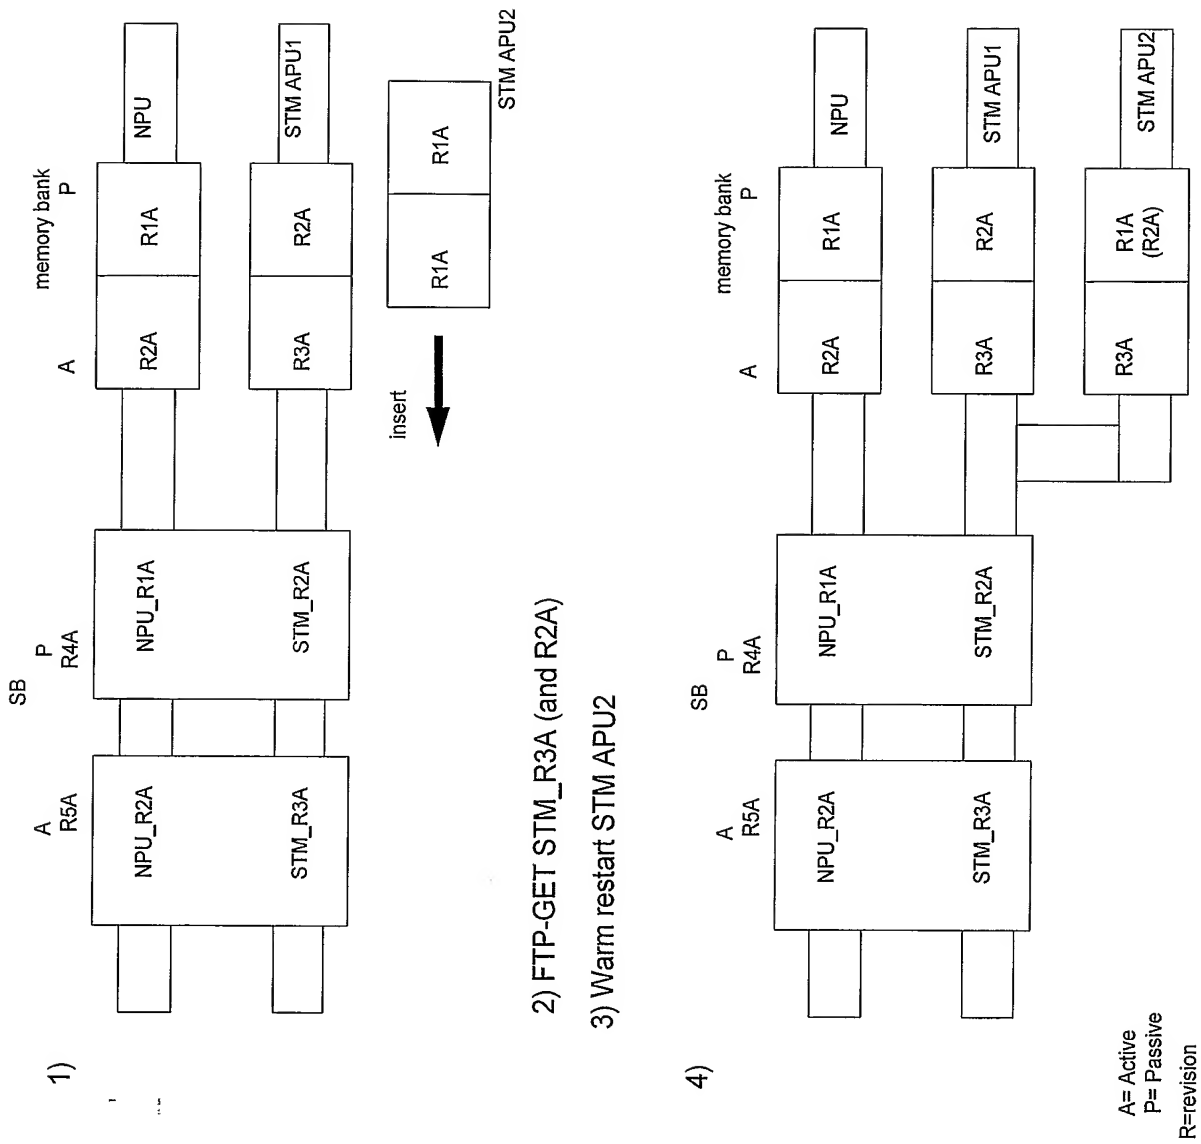 1)
SB
A
R5A
P
R4A
A
memory bank
P
NPU_R2A
NPU_R1A
R2A
R1A
NPU
STM_R3A
STM_R2A
R3A
R2A
STM APU1
insert
R1A
R1A
STM APU2
2) FTP-GET STM_R3A (and R2A)
3) Warm restart STM APU2
4)
SB
A
R5A
P
R4A
A
memory bank
P
NPU_R2A
NPU_R1A
R2A
R1A
NPU
STM_R3A
STM_R2A
R3A
R2A
STM APU1
R3A
R1A
(R2A)
STM APU2
A= Active
P= Passive
R=revision